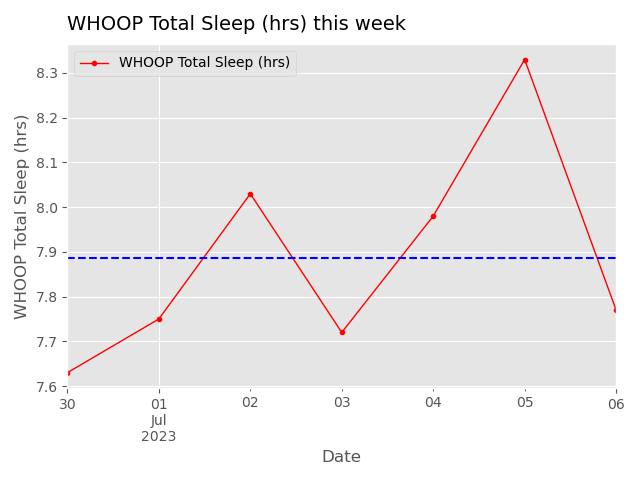 WHOOP Total Sleep (hrs) this week
WHOOP Total Sleep (hrs)
WHOOP Total Sleep (hrs)
8.3
8.2
8.1
8.0
7.9
7.8
7.7
7.6
30 01 02 03 04 05 06
Jul
2023
Date